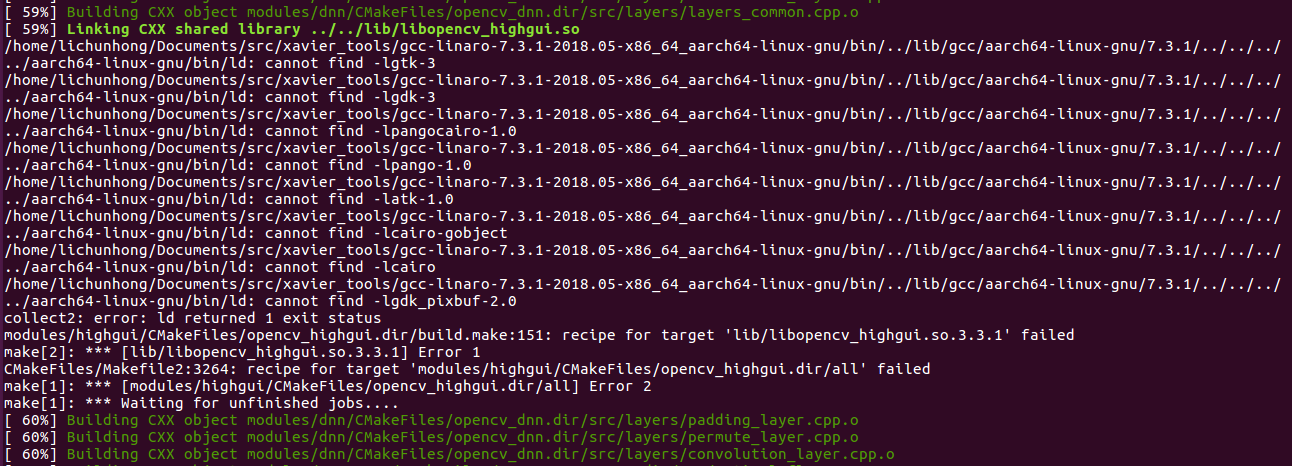 [ 59%] Building CXX object modules/dnn/CMakeFiles/opencv_dnn.dir/src/layers/layers_common.cpp.o
[ 59%] Linking CXX shared library ../../lib/libopencv_highgui.so
/home/lichunhong/Documents/src/xavier_tools/gcc-linaro-7.3.1-2018.05-x86_64_aarch64-linux-gnu/bin/../lib/gcc/aarch64-linux-gnu/7.3.1/../../../
../aarch64-linux-gnu/bin/ld: cannot find -lgtk-3
/home/lichunhong/Documents/src/xavier_tools/gcc-linaro-7.3.1-2018.05-x86_64_aarch64-linux-gnu/bin/../lib/gcc/aarch64-linux-gnu/7.3.1/../../../
../aarch64-linux-gnu/bin/ld: cannot find -lgdk-3
/home/lichunhong/Documents/src/xavier_tools/gcc-linaro-7.3.1-2018.05-x86_64_aarch64-linux-gnu/bin/../lib/gcc/aarch64-linux-gnu/7.3.1/../../../
../aarch64-linux-gnu/bin/ld: cannot find -lpangocairo-1.0
/home/lichunhong/Documents/src/xavier_tools/gcc-linaro-7.3.1-2018.05-x86_64_aarch64-linux-gnu/bin/../lib/gcc/aarch64-linux-gnu/7.3.1/../../../
../aarch64-linux-gnu/bin/ld: cannot find -lpango-1.0
/home/lichunhong/Documents/src/xavier_tools/gcc-linaro-7.3.1-2018.05-x86_64_aarch64-linux-gnu/bin/../lib/gcc/aarch64-linux-gnu/7.3.1/../../../
../aarch64-linux-gnu/bin/ld: cannot find -latk-1.0
/home/lichunhong/Documents/src/xavier_tools/gcc-linaro-7.3.1-2018.05-x86_64_aarch64-linux-gnu/bin/../lib/gcc/aarch64-linux-gnu/7.3.1/../../../
../aarch64-linux-gnu/bin/ld: cannot find -lcairo-gobject
/home/lichunhong/Documents/src/xavier_tools/gcc-linaro-7.3.1-2018.05-x86_64_aarch64-linux-gnu/bin/../lib/gcc/aarch64-linux-gnu/7.3.1/../../../
../aarch64-linux-gnu/bin/ld: cannot find -lcairo
/home/lichunhong/Documents/src/xavier_tools/gcc-linaro-7.3.1-2018.05-x86_64_aarch64-linux-gnu/bin/../lib/gcc/aarch64-linux-gnu/7.3.1/../../../
../aarch64-linux-gnu/bin/ld: cannot find -lgdk_pixbuf-2.0
collect2: error: ld returned 1 exit status
modules/highgui/CMakeFiles/opencv_highgui.dir/build.make:151: recipe for target 'lib/libopencv_highgui.so.3.3.1' failed
make[2]: *** [lib/libopencv_highgui.so.3.3.1] Error 1
CMakeFiles/Makefile2:3264: recipe for target 'modules/highgui/CMakeFiles/opencv_highgui.dir/all' failed
make[1]: *** [modules/highgui/CMakeFiles/opencv_highgui.dir/all] Error 2
make[1]: *** Waiting for unfinished jobs....
[ 60%] Building CXX object modules/dnn/CMakeFiles/opencv_dnn.dir/src/layers/padding_layer.cpp.o
[ 60%] Building CXX object modules/dnn/CMakeFiles/opencv_dnn.dir/src/layers/permute_layer.cpp.o
[ 60%] Building CXX object modules/dnn/CMakeFiles/opencv_dnn.dir/src/layers/convolution_layer.cpp.o